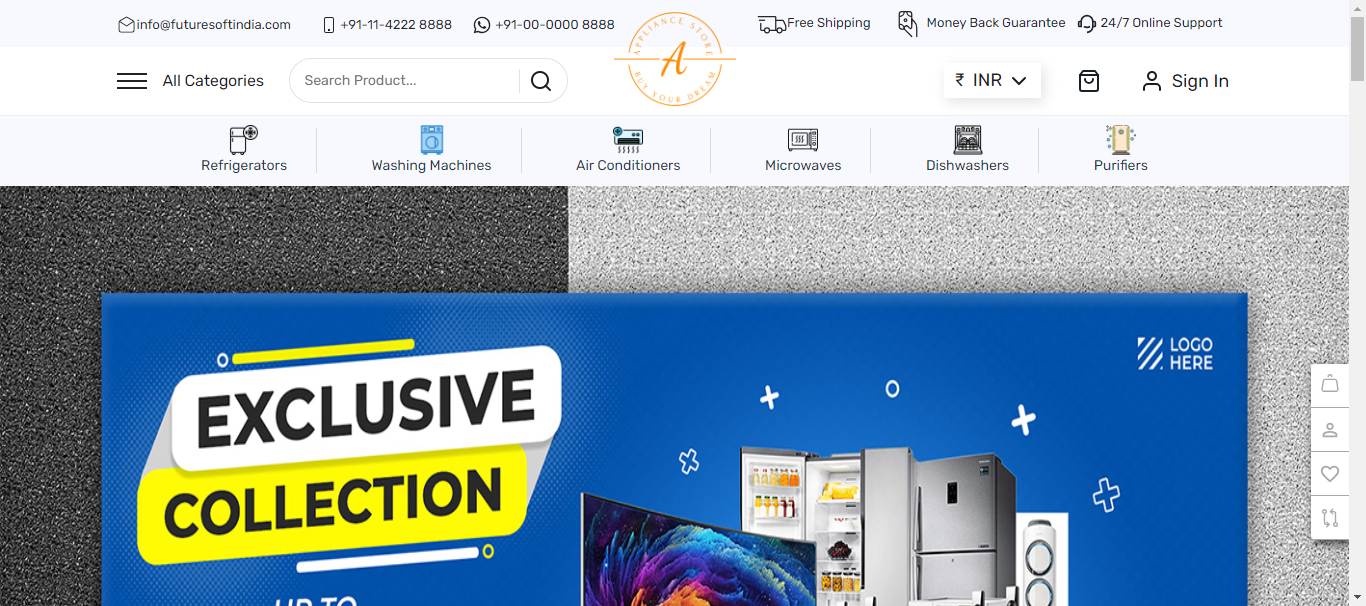 info@futuresoftindia.com
+91-11-4222 8888
+91-00-0000 8888
APPLIANCE STORE
A
BUY YOUR DREAM
Free Shipping
Money Back Guarantee
24/7 Online Support
All Categories
Search Product...
₹ INR
Sign In
Refrigerators
Washing Machines
Air Conditioners
Microwaves
Dishwashers
Purifiers
EXCLUSIVE
COLLECTION
LOGO
HERE
UP TO